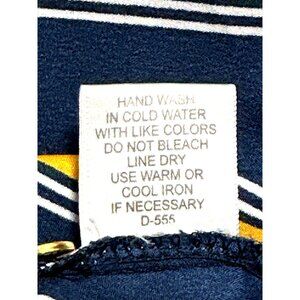 HAND WASH
IN COLD WATER
WITH LIKE COLORS
DO NOT BLEACH
LINE DRY
USE WARM OR
COOL IRON
IF NECESSARY
D-555